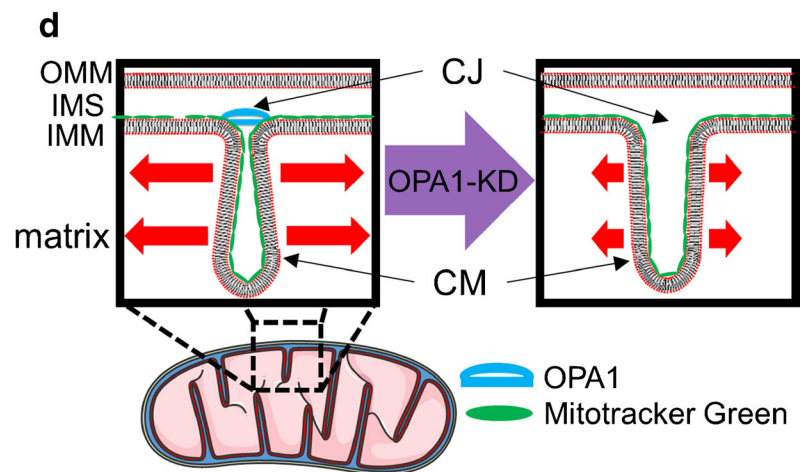 d
OMM
IMS
IMM
CJ
OPA1-KD
matrix
CM
OPA1
Mitotracker Green